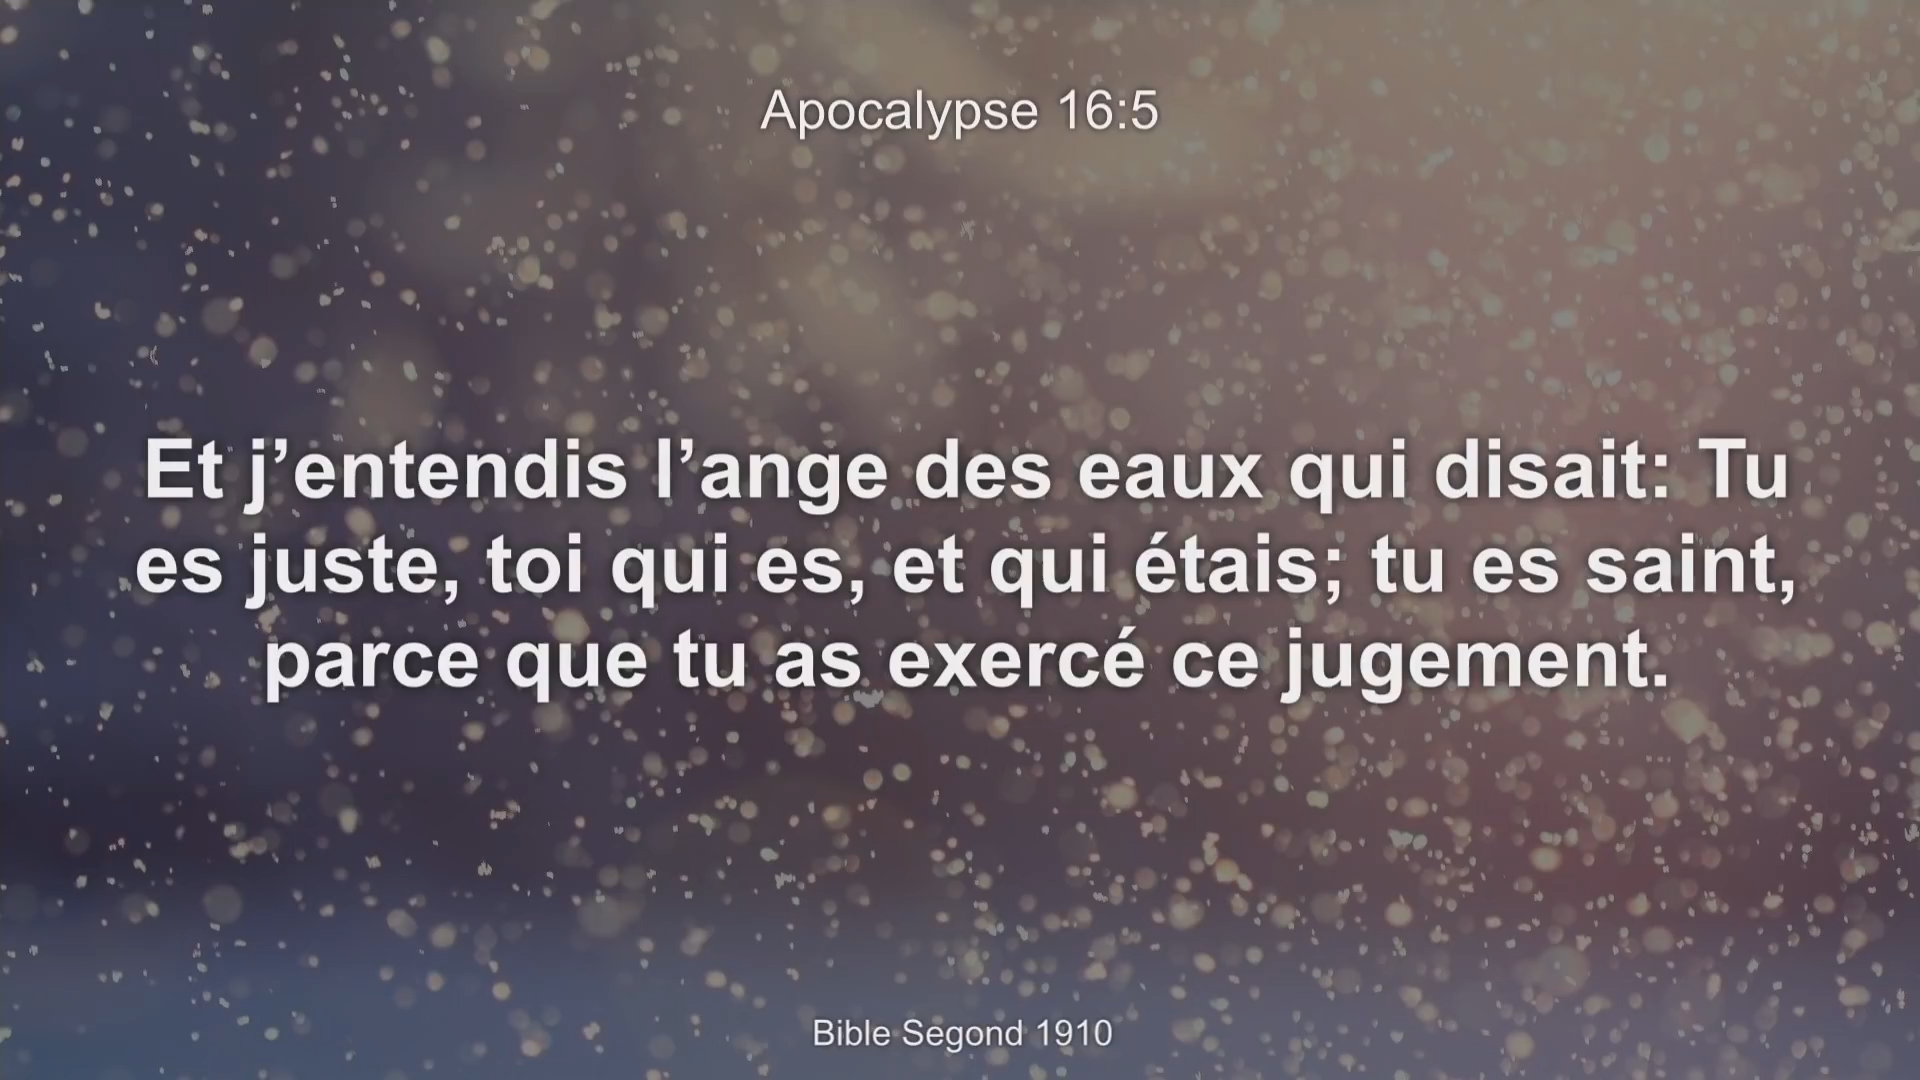 Apocalypse 16:5
Et j’entendis l’ange des eaux qui disait: Tu
es juste, toi qui es, et qui étais; tu es saint,
parce que tu as exercé ce jugement.
Bible Segond 1910